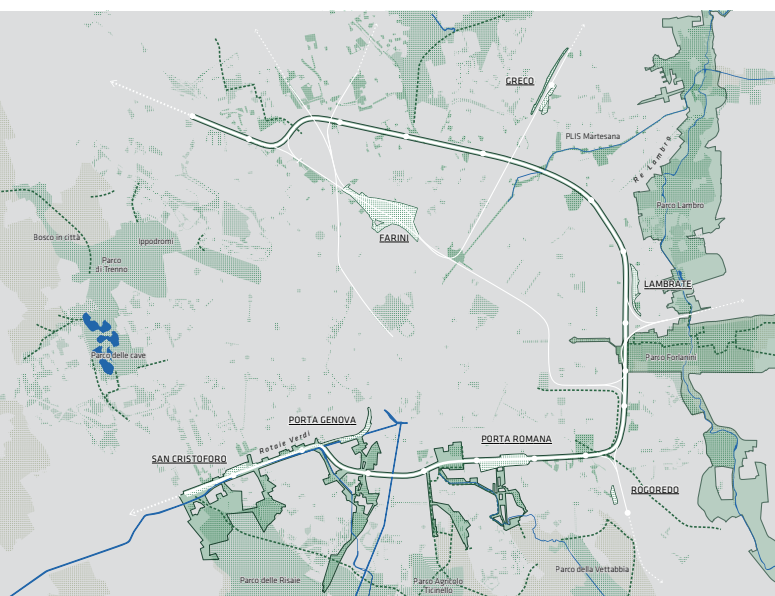 GRECO
PLIS Martesana
Re Lambro
Parco Lambro
Bosco in città
Ippodromi
Parco
di Trenno
FARINI
LAMBRATE
Parco delle cave
Parco Forlanini
PORTA GENOVA
Rotaie Verdi
PORTA ROMANA
SAN CRISTOFORO
ROGOREDO
Parco delle Risaie
Parco Agricolo
Ticinello
Parco della Vettabbia